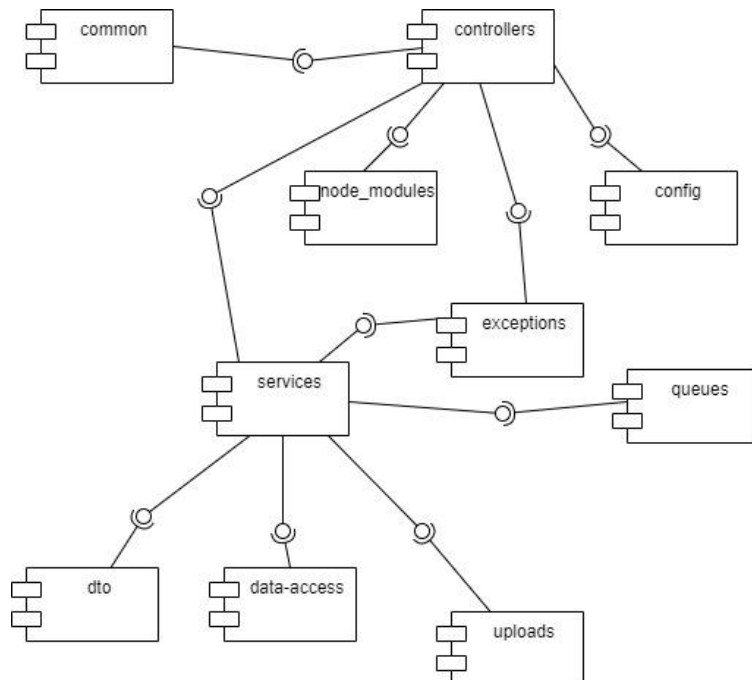 common
controllers
node_modules
config
exceptions
services
queues
dto
data-access
uploads